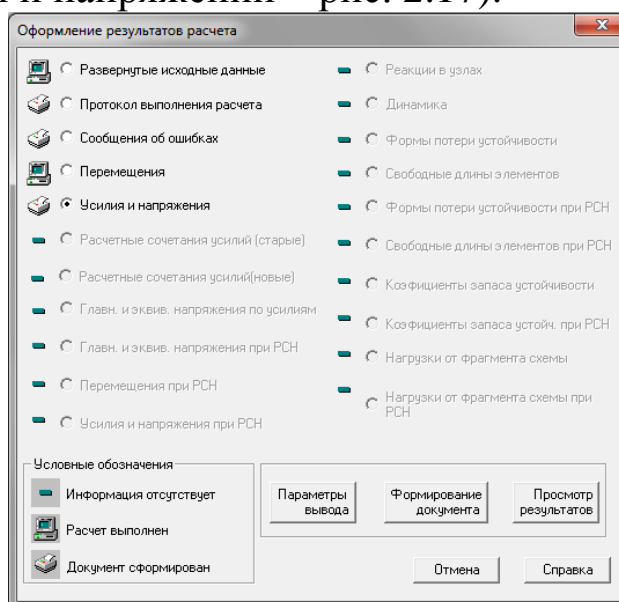 и напряжений – рис. 2.17).
Оформление результатов расчета
Развернутые исходные данные
Протокол выполнения расчета
Сообщения об ошибках
Перемещения
Усилия и напряжения
Расчетные сочетания усилий (старые)
Расчетные сочетания усилий(новые)
Главн. и эквив. напряжения по усилиям
Главн. и эквив. напряжения при РСН
Перемещения при РСН
Усилия и напряжения при РСН
Реакции в узлах
Динамика
Формы потери устойчивости
Свободные длины элементов
Формы потери устойчивости при РСН
Свободные длины элементов при РСН
Коэфициенты запаса устойчивости
Коэфициенты запаса устойч. при РСН
Нагрузки от фрагмента схемы
Нагрузки от фрагмента схемы при
РСН
Условные обозначения
Информация отсутствует
Расчет выполнен
Документ сформирован
Параметры
вывода
Формирование
документа
Просмотр
результатов
Отмена
Справка